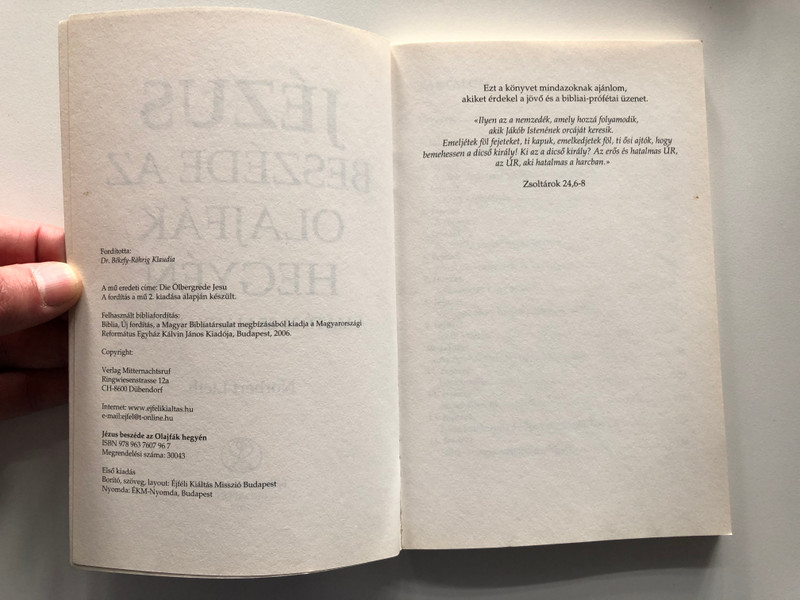 Fordította:
Dr. Békefy-Röhrig Klaudia
A mű eredeti címe: Die Ölbergrede Jesu
A fordítás a mű 2. kiadása alapján készült.
Felhasznált bibliafordítás:
Biblia, Új fordítás, a Magyar Bibliatársulat megbízásából kiadja a Magyarországi
Református Egyház Kálvin János Kiadója, Budapest, 2006.
Copyright:
Verlag Mitternachtsruf
Ringwiesenstrasse 12a
CH-8600 Dübendorf
Internet: www.ejfelikialtas.hu
e-mail:ejfel@t-online.hu
Jézus beszéde az Olajfák hegyén
ISBN 978 963 7607 96 7
Megrendelési száma: 30043
Első kiadás
Borító, szöveg, layout: Éjféli Kiáltás Misszió Budapest
Nyomda: ÉKM-Nyomda, Budapest
Ezt a könyvet mindazoknak ajánlom,
akiket érdekel a jövő és a bibliai-prófétai üzenet.
«Ilyen az a nemzedék, amely hozzá folyamodik,
akik Jákób Istenének orcáját keresik.
Emeljétek föl fejeteket, ti kapuk, emelkedjetek föl, ti ősi ajtók, hogy
bemehessen a dicső király! Ki az a dicső király? Az erős és hatalmas ÚR,
az ÚR, aki hatalmas a harcban.»
Zsoltárok 24,6-8